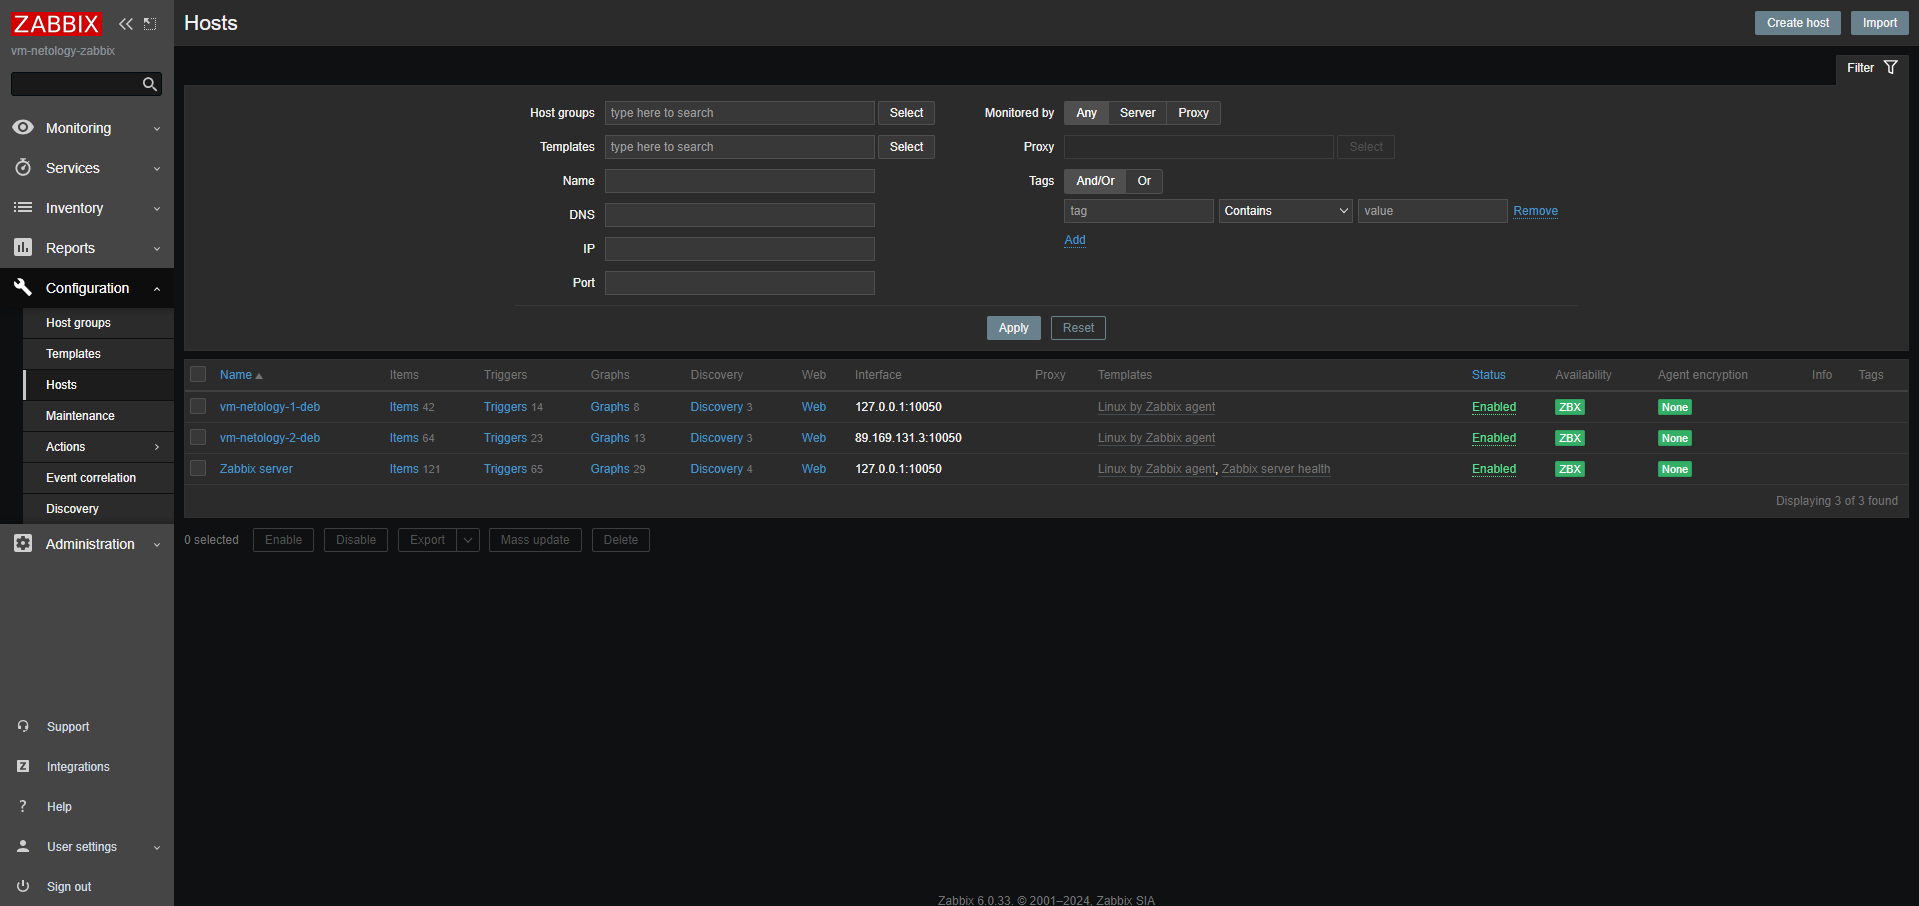 ZABBIX
vm-netology-zabbix
Monitoring
Services
Inventory
Reports
Configuration
Host groups
Templates
Hosts
Maintenance
Actions
Event correlation
Discovery
Administration
Support
Integrations
? Help
User settings
Sign out
Hosts
Create host Import
Filter
Host groups type here to search Select
Templates type here to search Select
Name
DNS
IP
Port
Monitored by Any Server Proxy
Proxy Select
Tags And/Or Or
tag Contains value Remove
Add
Apply Reset
Name Items Triggers Graphs Discovery Web Interface Proxy Templates Status Availability Agent encryption Info Tags
vm-netology-1-deb Items 42 Triggers 14 Graphs 8 Discovery 3 Web 127.0.0.1:10050 Linux by Zabbix agent Enabled ZBX None
vm-netology-2-deb Items 64 Triggers 23 Graphs 13 Discovery 3 Web 89.169.131.3:10050 Linux by Zabbix agent Enabled ZBX None
Zabbix server Items 121 Triggers 65 Graphs 29 Discovery 4 Web 127.0.0.1:10050 Linux by Zabbix agent, Zabbix server health Enabled ZBX None
Displaying 3 of 3 found
0 selected Enable Disable Export Mass update Delete
Zabbix 6.0.33. © 2001–2024, Zabbix SIA